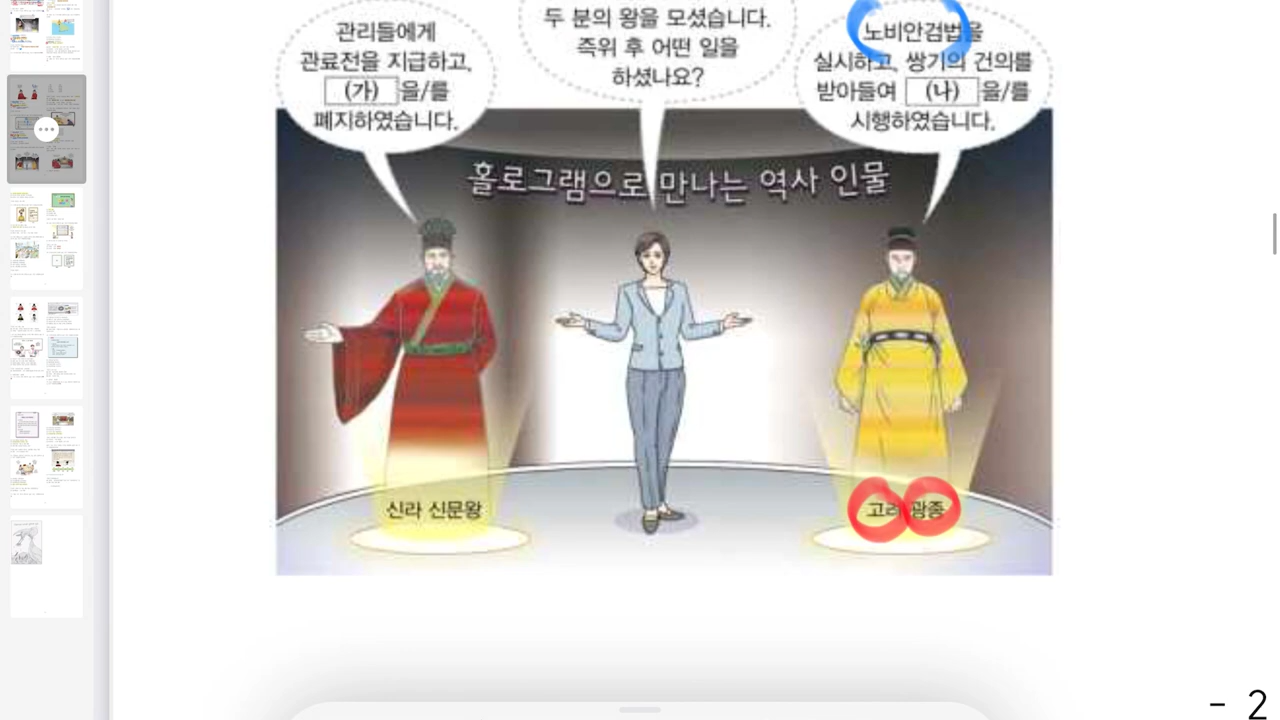 관리들에게
관료전을 지급하고,
(가) 을/를
폐지하였습니다.
두 분의 왕을 모셨습니다.
즉위 후 어떤 일을
하셨나요?
노비안검법을
실시하고, 쌍기의 건의를
받아들여 (나) 을/를
시행하였습니다.
홀로그램으로 만나는 역사 인물
신라 신문왕
고려 광종
- 2